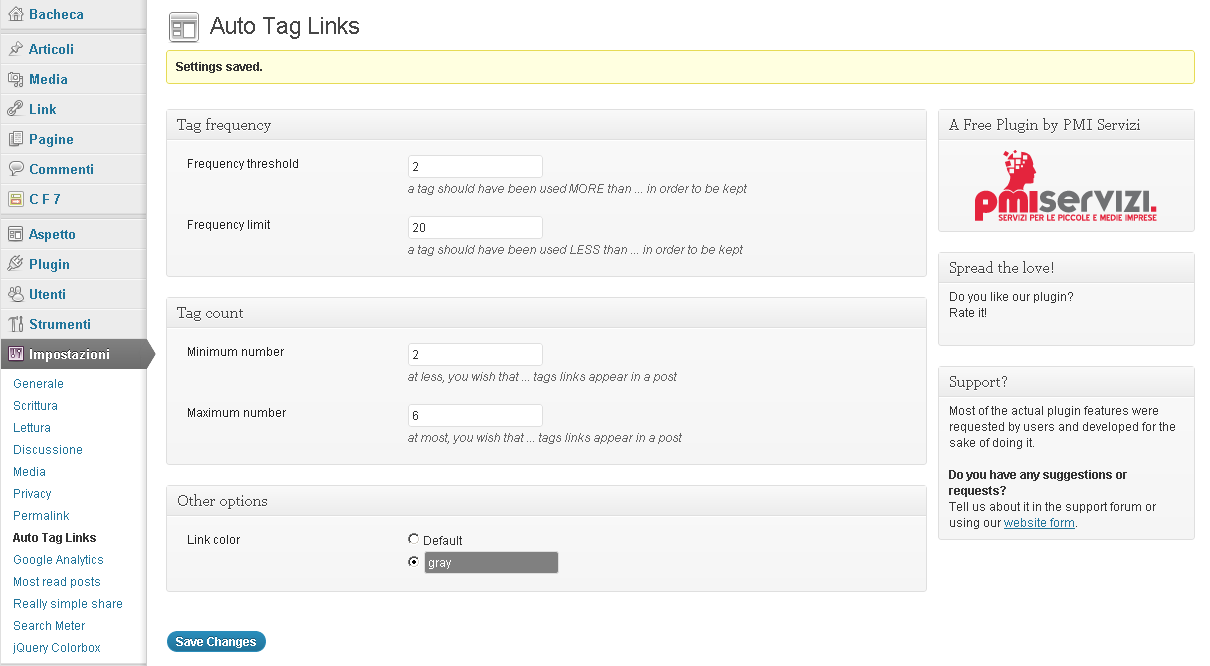 Bacheca
Articoli
Media
Link
Pagine
Commenti
C F 7
Aspetto
Plugin
Utenti
Strumenti
Impostazioni
Generale
Scrittura
Lettura
Discussione
Media
Privacy
Permalink
Auto Tag Links
Google Analytics
Most read posts
Really simple share
Search Meter
jQuery Colorbox
Auto Tag Links
Settings saved.
Tag frequency
Frequency threshold
2
a tag should have been used MORE than ... in order to be kept
Frequency limit
20
a tag should have been used LESS than ... in order to be kept
Tag count
Minimum number
2
at less, you wish that ... tags links appear in a post
Maximum number
6
at most, you wish that ... tags links appear in a post
Other options
Link color
Default
gray
Save Changes
A Free Plugin by PMI Servizi
pmiservizi.
SERVIZI PER LE PICCOLE E MEDIE IMPRESE
Spread the love!
Do you like our plugin?
Rate it!
Support?
Most of the actual plugin features were
requested by users and developed for the
sake of doing it.
Do you have any suggestions or
requests?
Tell us about it in the support forum or
using our website form.